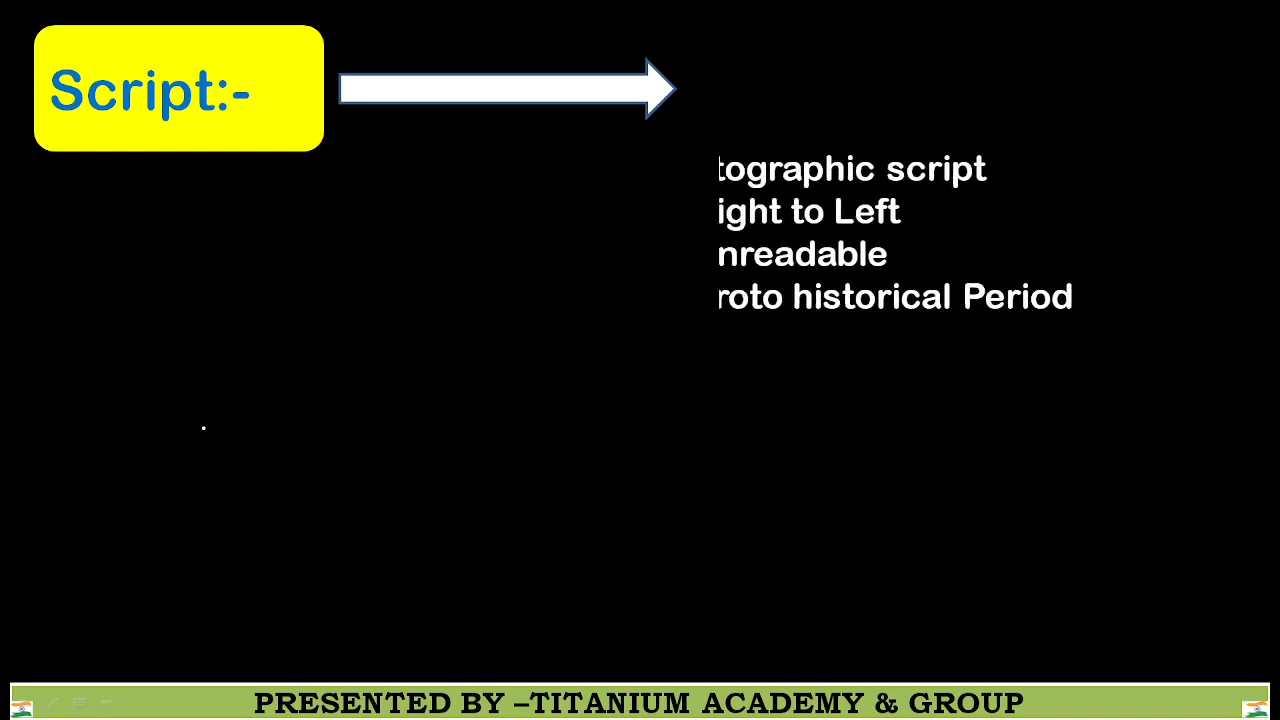 Script:-
tographic script
ight to Left
nreadable
roto historical Period
PRESENTED BY –TITANIUM ACADEMY & GROUP